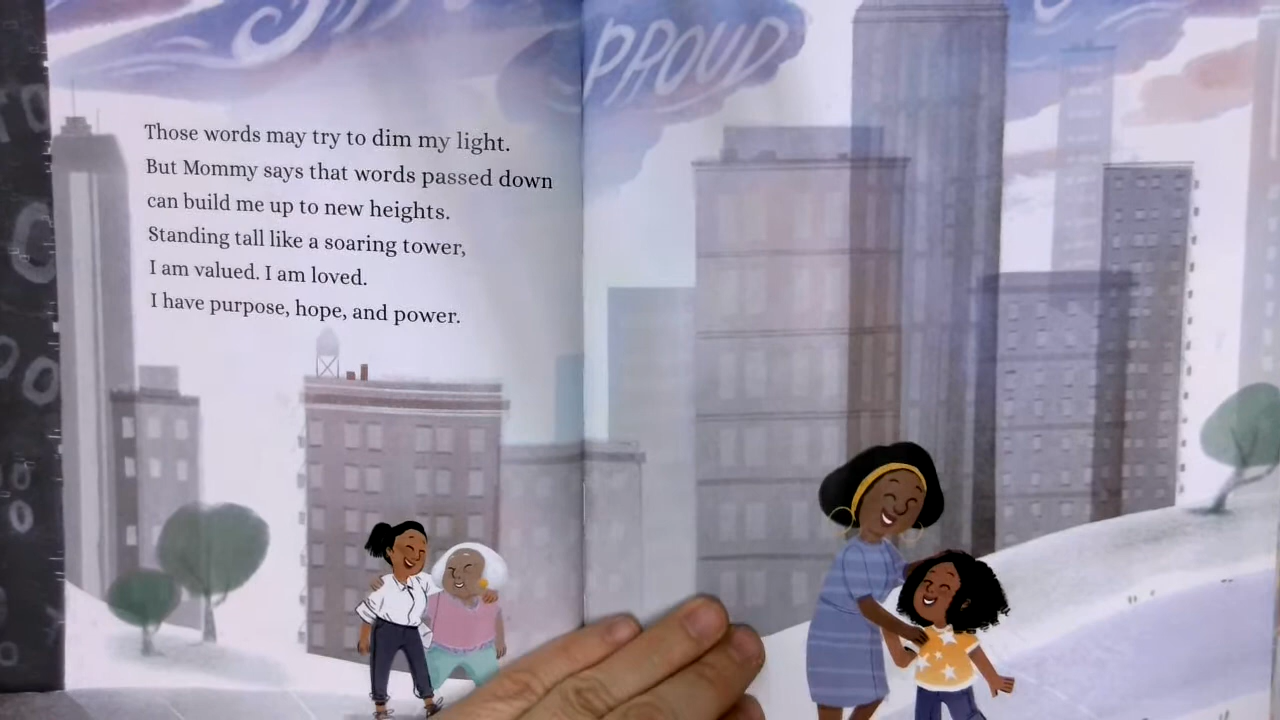 Those words may try to dim my light.
But Mommy says that words passed down
can build me up to new heights.
Standing tall like a soaring tower,
I am valued. I am loved.
I have purpose, hope, and power.
PROUD